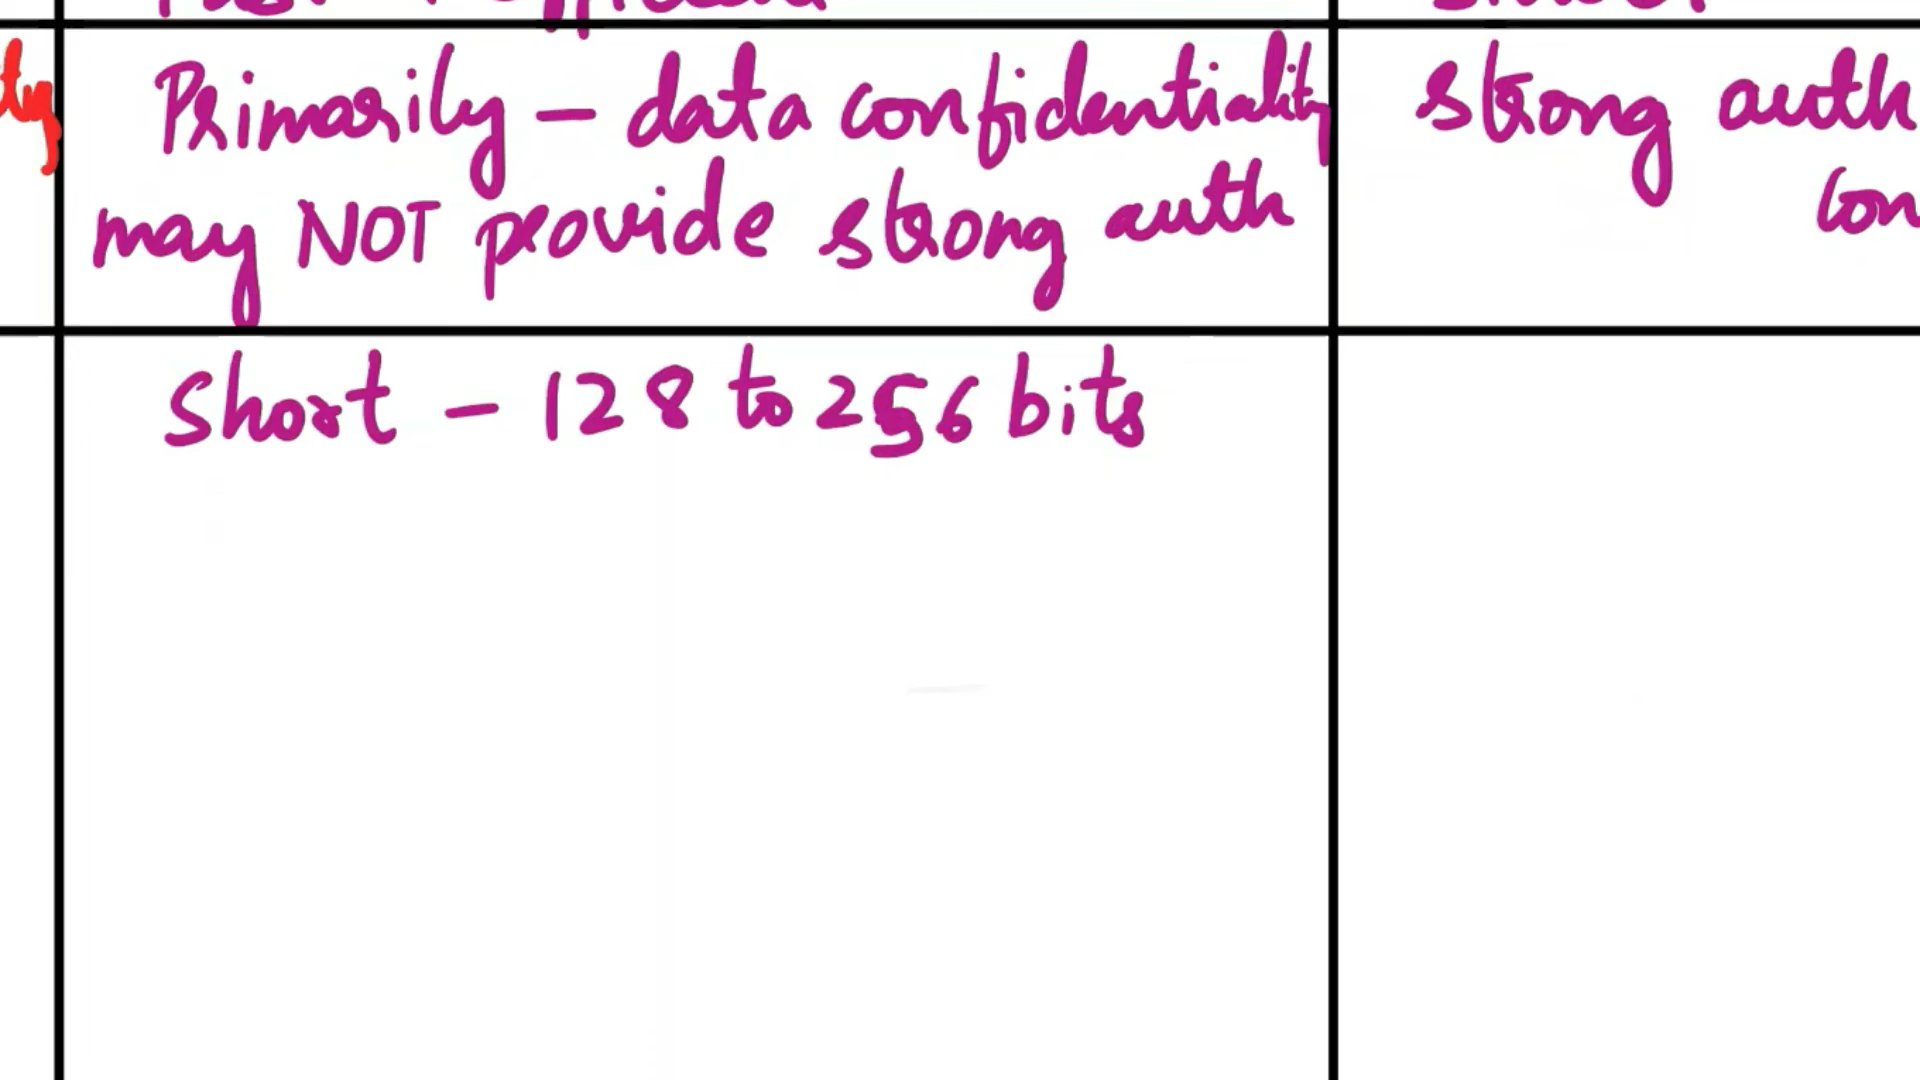 Primarily – data confidentiality
may NOT provide strong auth
strong auth
Short – 128 to 256 bits